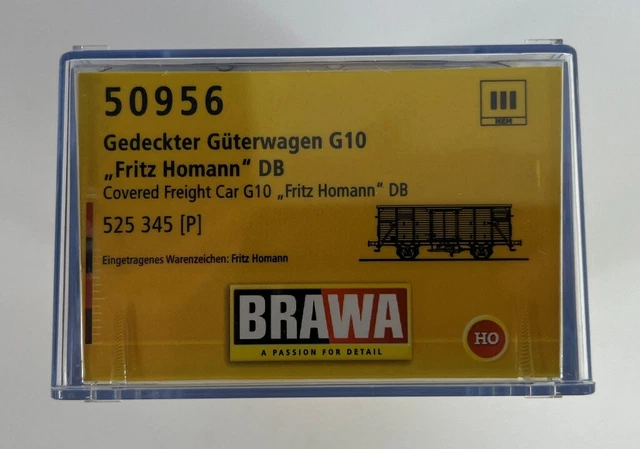 50956
III
NEM
Gedeckter Güterwagen G10
„Fritz Homann“ DB
Covered Freight Car G10 „Fritz Homann“ DB
525 345 [P]
Eingetragenes Warenzeichen: Fritz Homann
BRAWA
A PASSION FOR DETAIL
HO